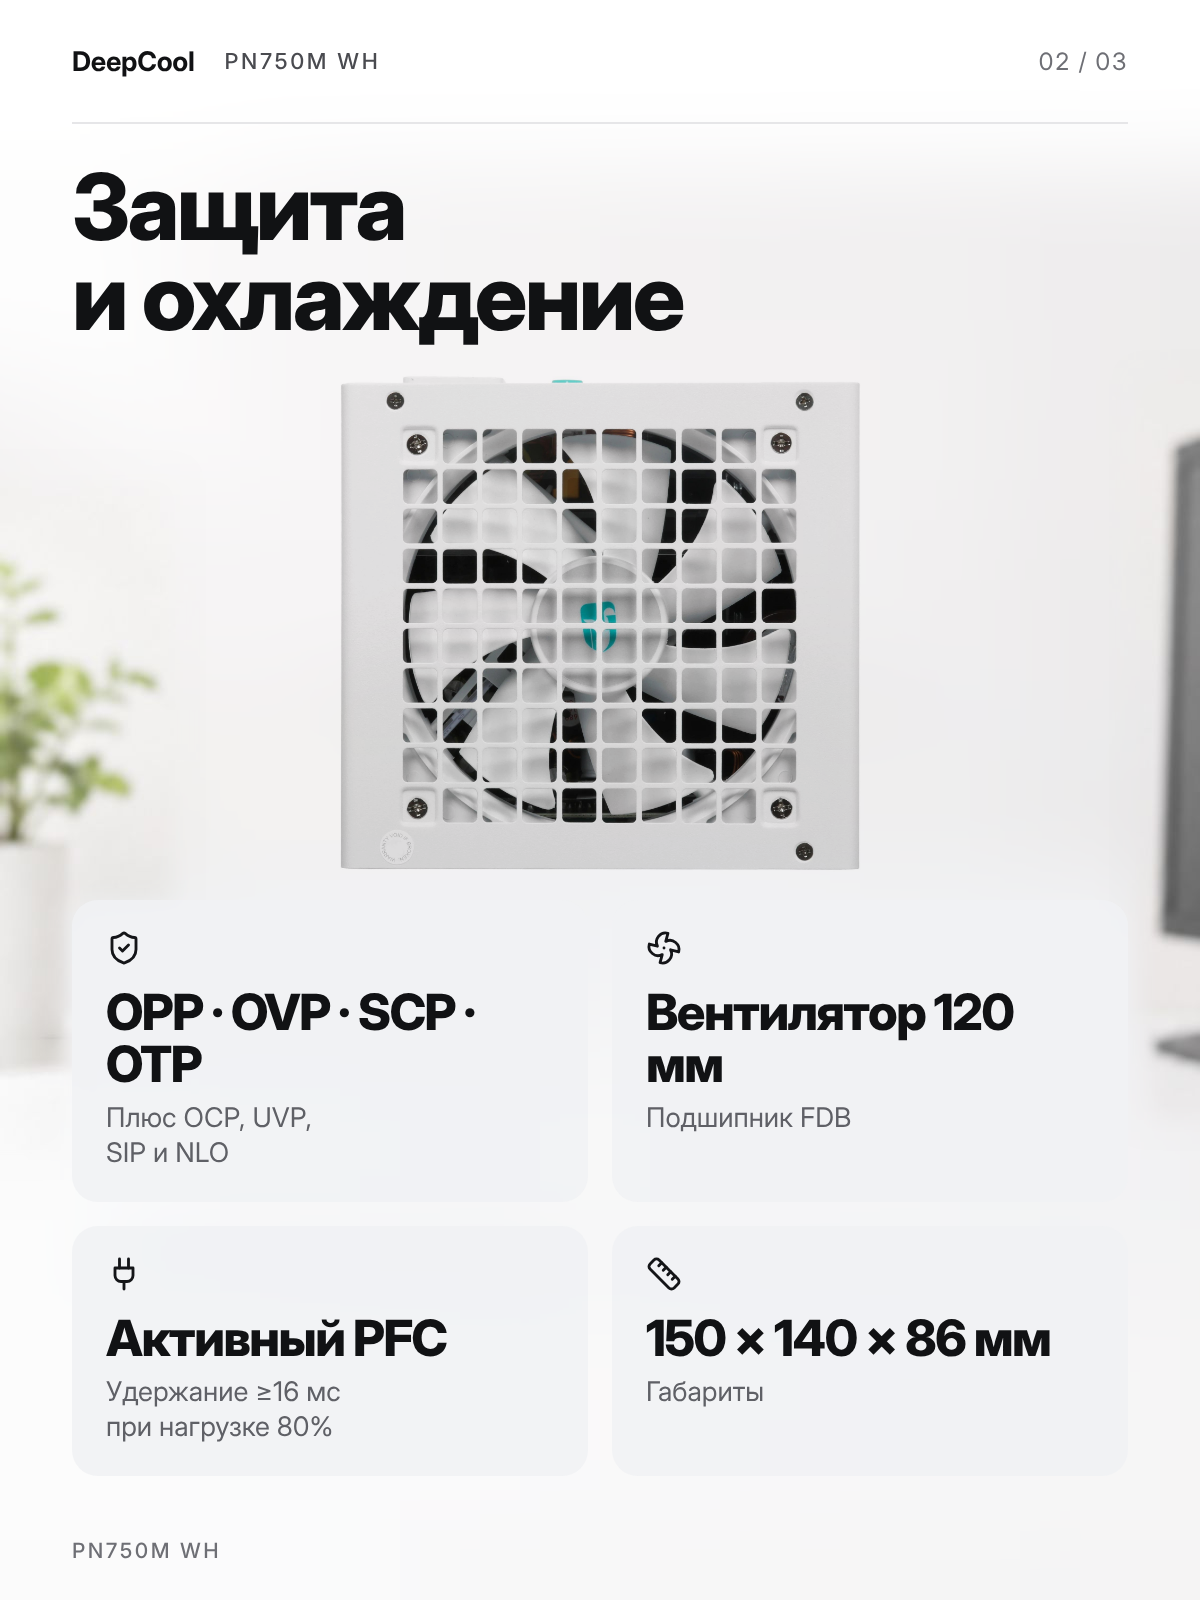 DeepCool PN750M WH 02 / 03
Защита
и охлаждение
OPP · OVP · SCP ·
OTP
Плюс OCP, UVP,
SIP и NLO
Вентилятор 120
мм
Подшипник FDB
Активный PFC
Удержание ≥16 мс
при нагрузке 80%
150 × 140 × 86 мм
Габариты
PN750M WH